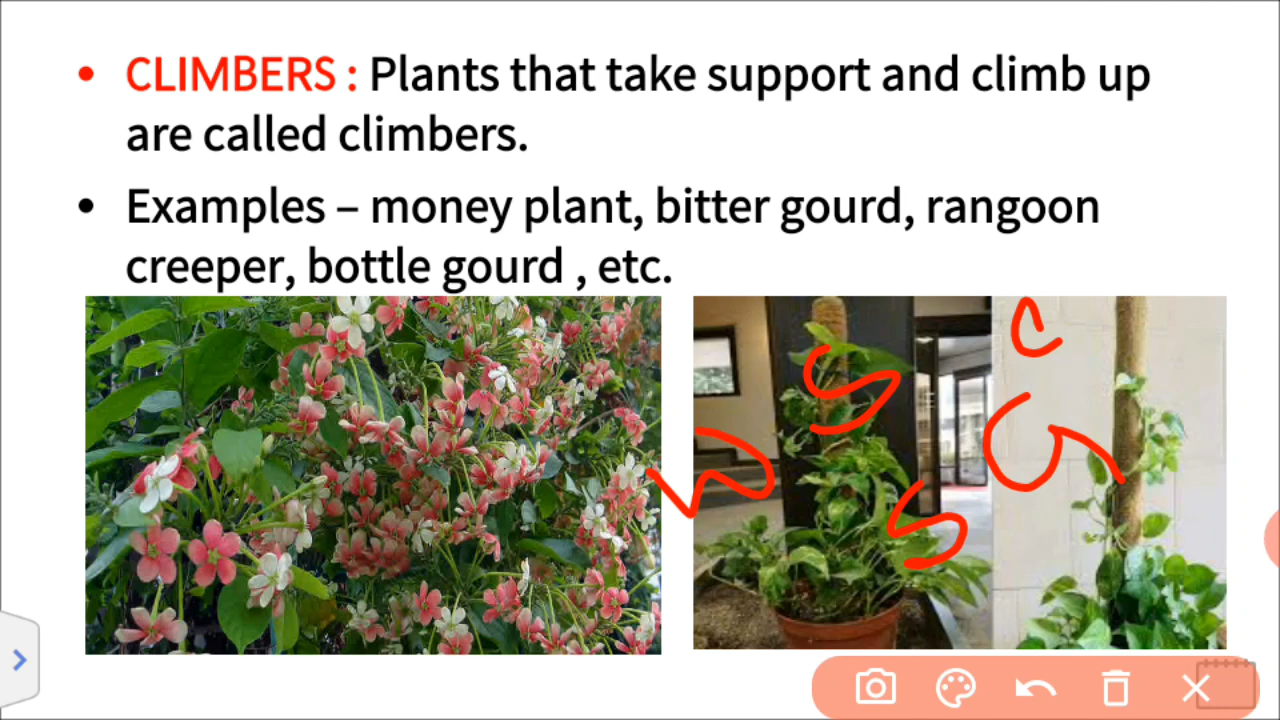 • CLIMBERS : Plants that take support and climb up
are called climbers.
• Examples – money plant, bitter gourd, rangoon
creeper, bottle gourd , etc.